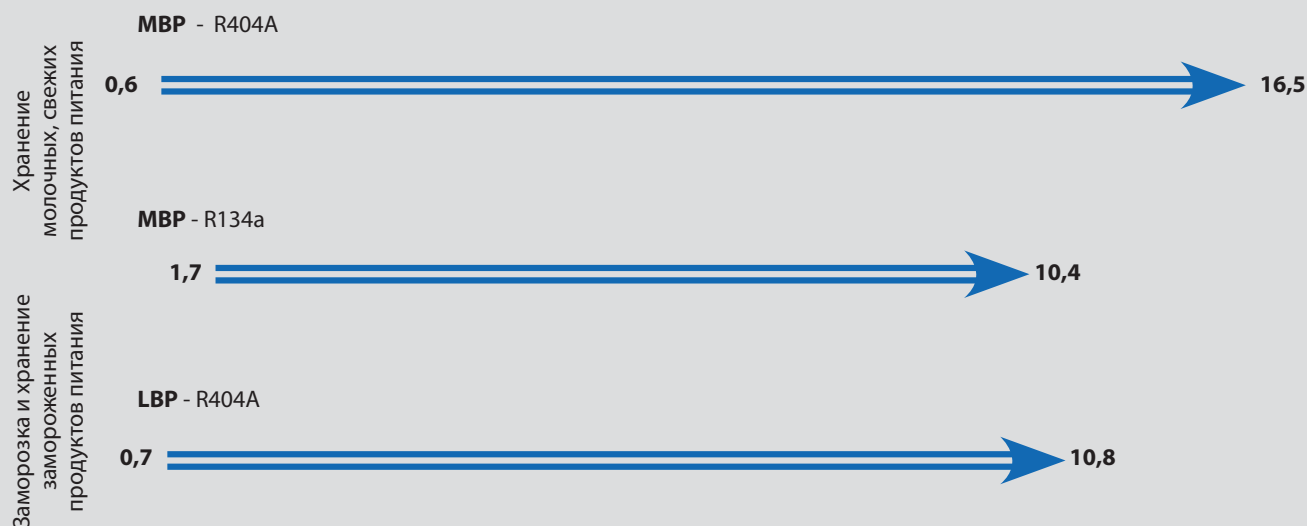 MBP - R404A
Хранение
молочных, свежих
продуктов питания
0,6
16,5
MBP - R134a
1,7
10,4
Заморозка и хранение
замороженных
продуктов питания
LBP - R404A
0,7
10,8